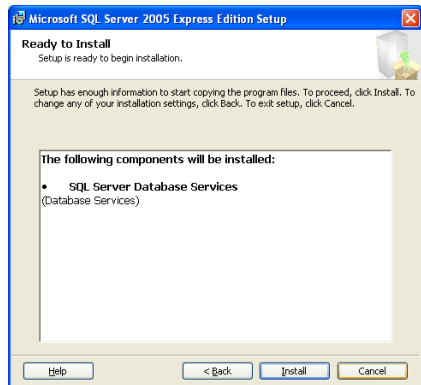 Microsoft SQL Server 2005 Express Edition Setup
Ready to Install
Setup is ready to begin installation.
Setup has enough information to start copying the program files. To proceed, click Install. To
change any of your installation settings, click Back. To exit setup, click Cancel.
The following components will be installed:
• SQL Server Database Services
(Database Services)
Help
< Back
Install
Cancel